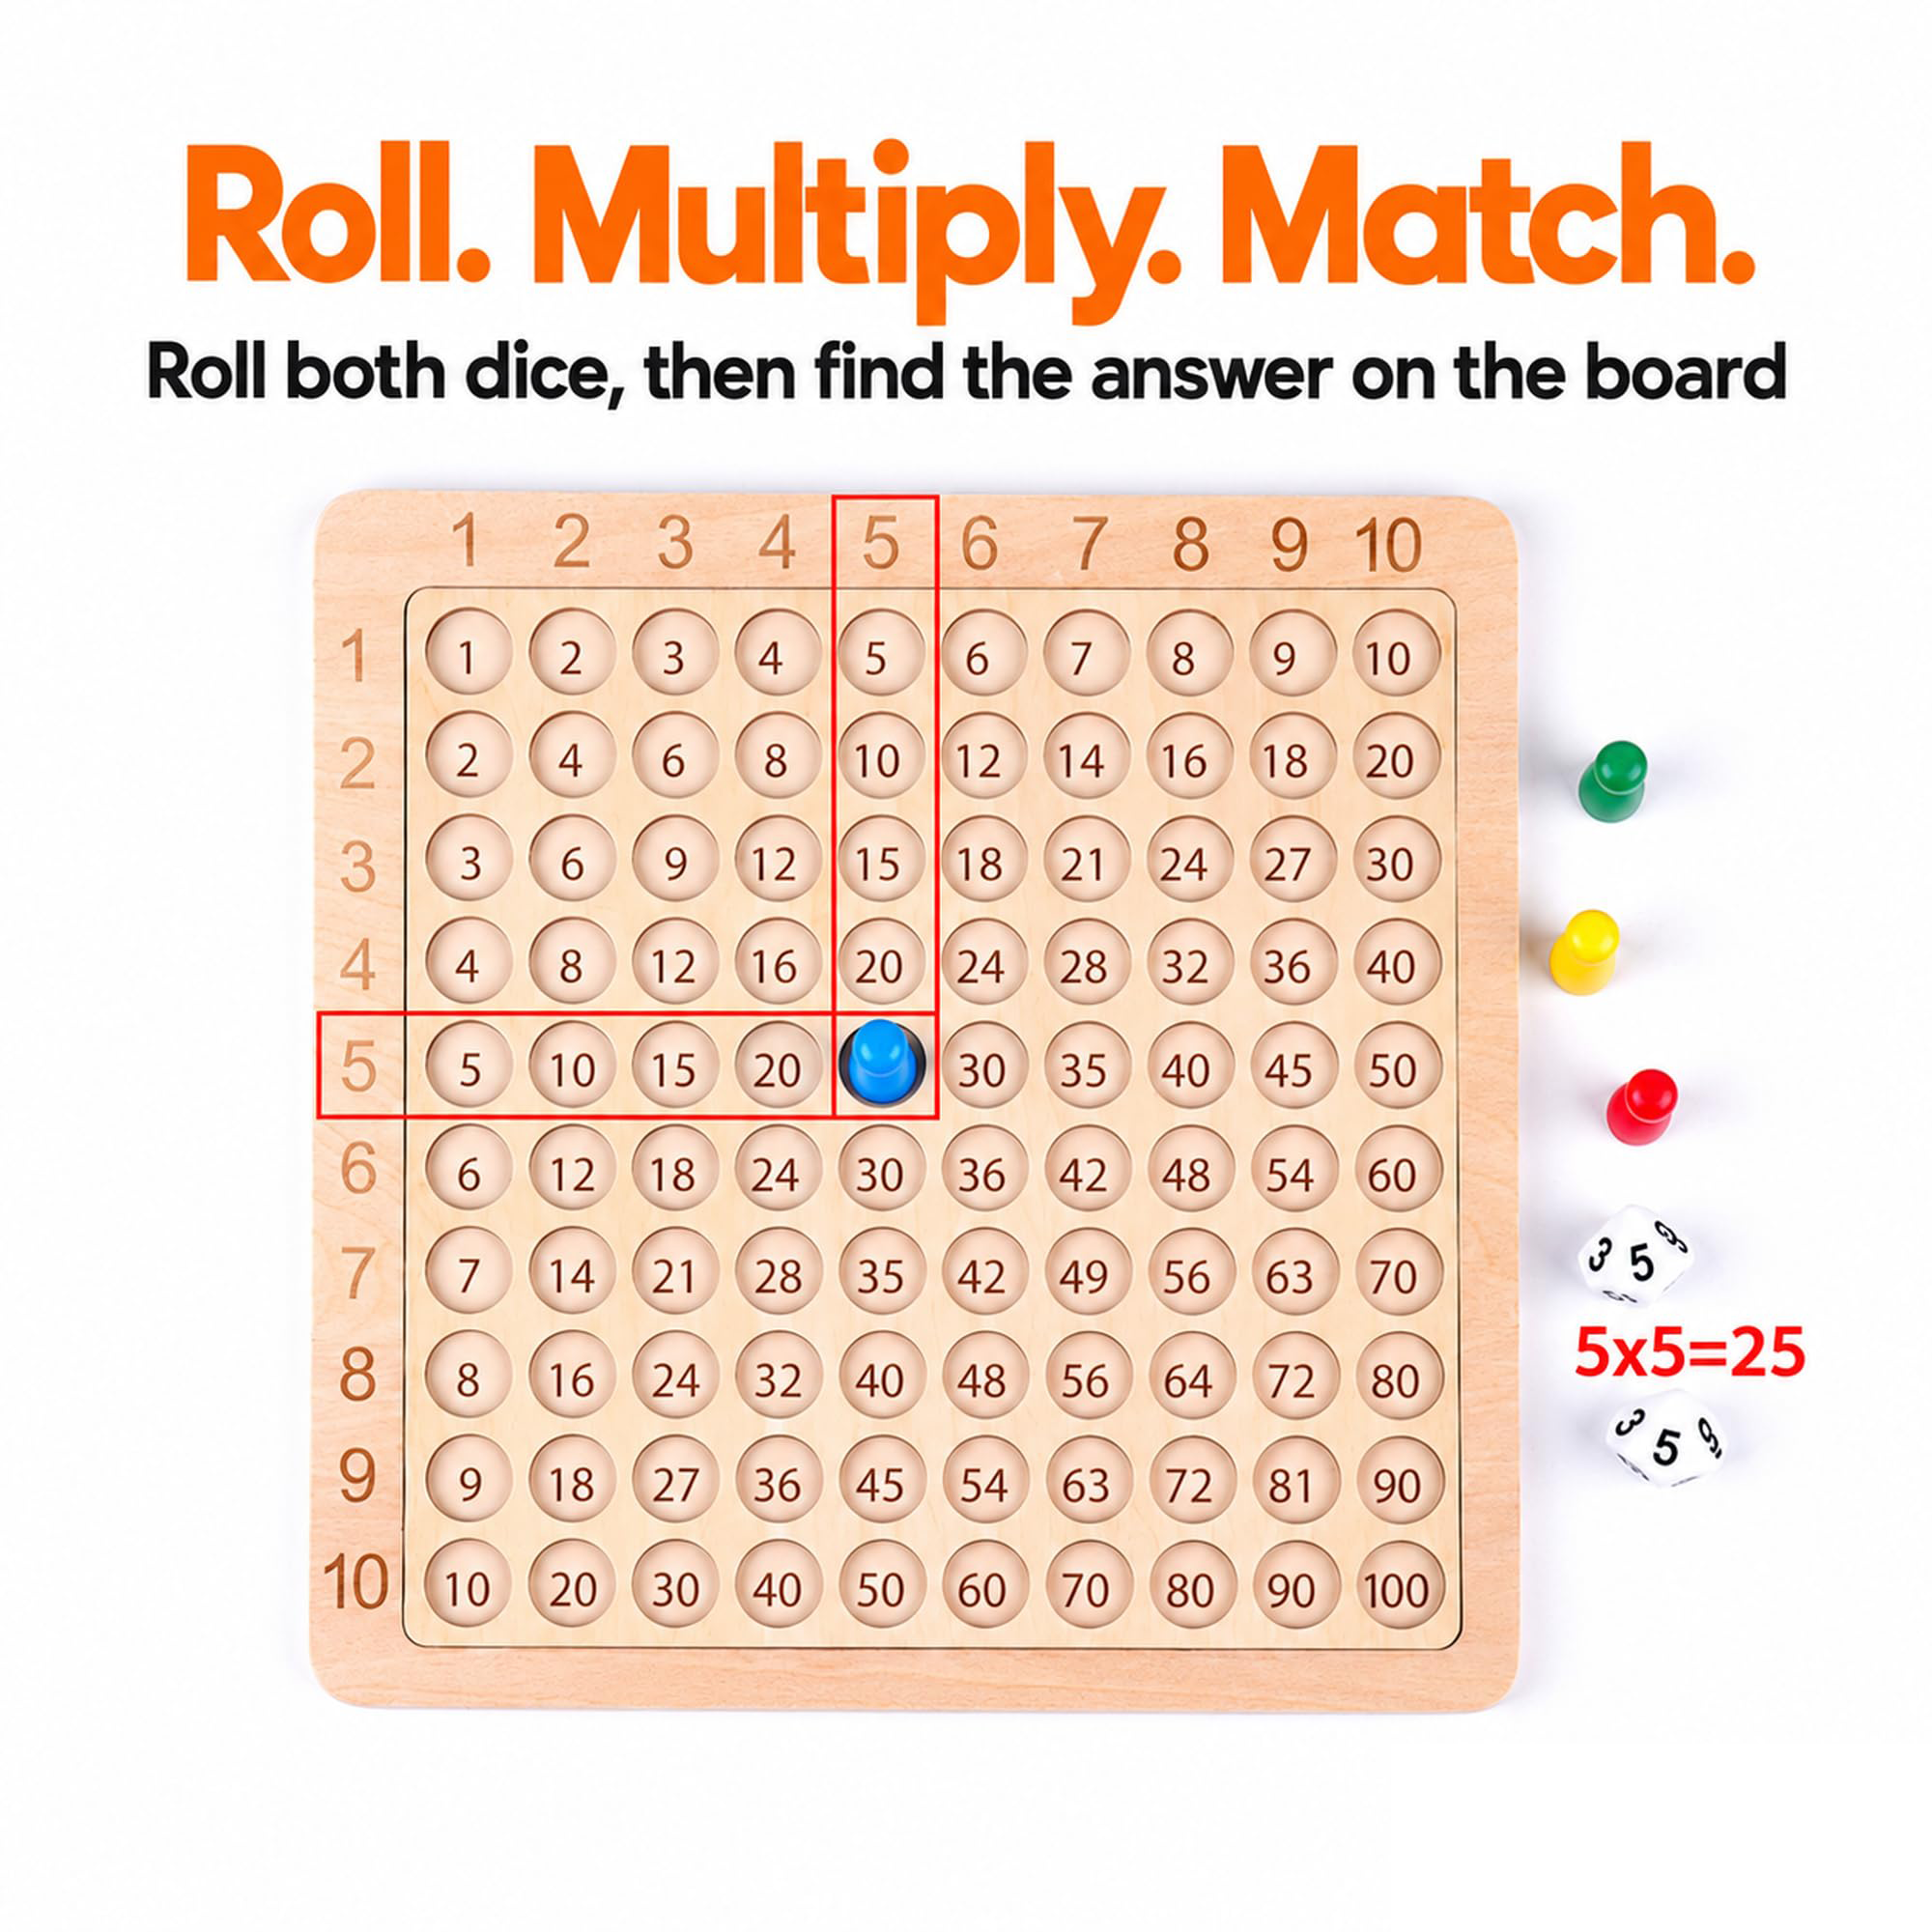 Roll. Multiply. Match.
Roll both dice, then find the answer on the board
1 2 3 4 5 6 7 8 9 10
1 1 2 3 4 5 6 7 8 9 10
2 2 4 6 8 10 12 14 16 18 20
3 3 6 9 12 15 18 21 24 27 30
4 4 8 12 16 20 24 28 32 36 40
5 5 10 15 20 30 35 40 45 50
6 6 12 18 24 30 36 42 48 54 60
7 7 14 21 28 35 42 49 56 63 70
8 8 16 24 32 40 48 56 64 72 80
9 9 18 27 36 45 54 63 72 81 90
10 10 20 30 40 50 60 70 80 90 100
3 5 9
5x5=25
3 5 9